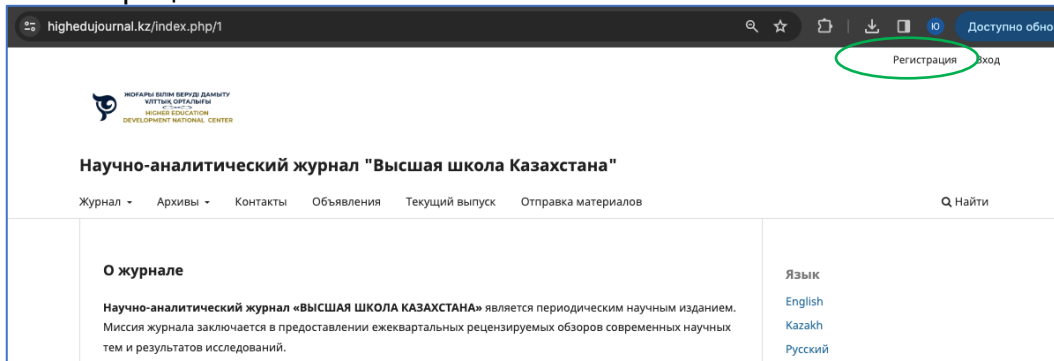 highedujournal.kz/index.php/1
Ю Доступно обно
Регистрация Вход
ЖОҒАРЫ БІЛІМ БЕРУДІ ДАМЫТУ
ҰЛТТЫҚ ОРТАЛЫҒЫ
HIGHER EDUCATION
DEVELOPMENT NATIONAL CENTER
Научно-аналитический журнал "Высшая школа Казахстана"
Журнал Архивы Контакты Объявления Текущий выпуск Отправка материалов Найти
О журнале
Научно-аналитический журнал «ВЫСШАЯ ШКОЛА КАЗАХСТАНА» является периодическим научным изданием.
Миссия журнала заключается в предоставлении ежеквартальных рецензируемых обзоров современных научных
тем и результатов исследований.
Язык
English
Kazakh
Русский